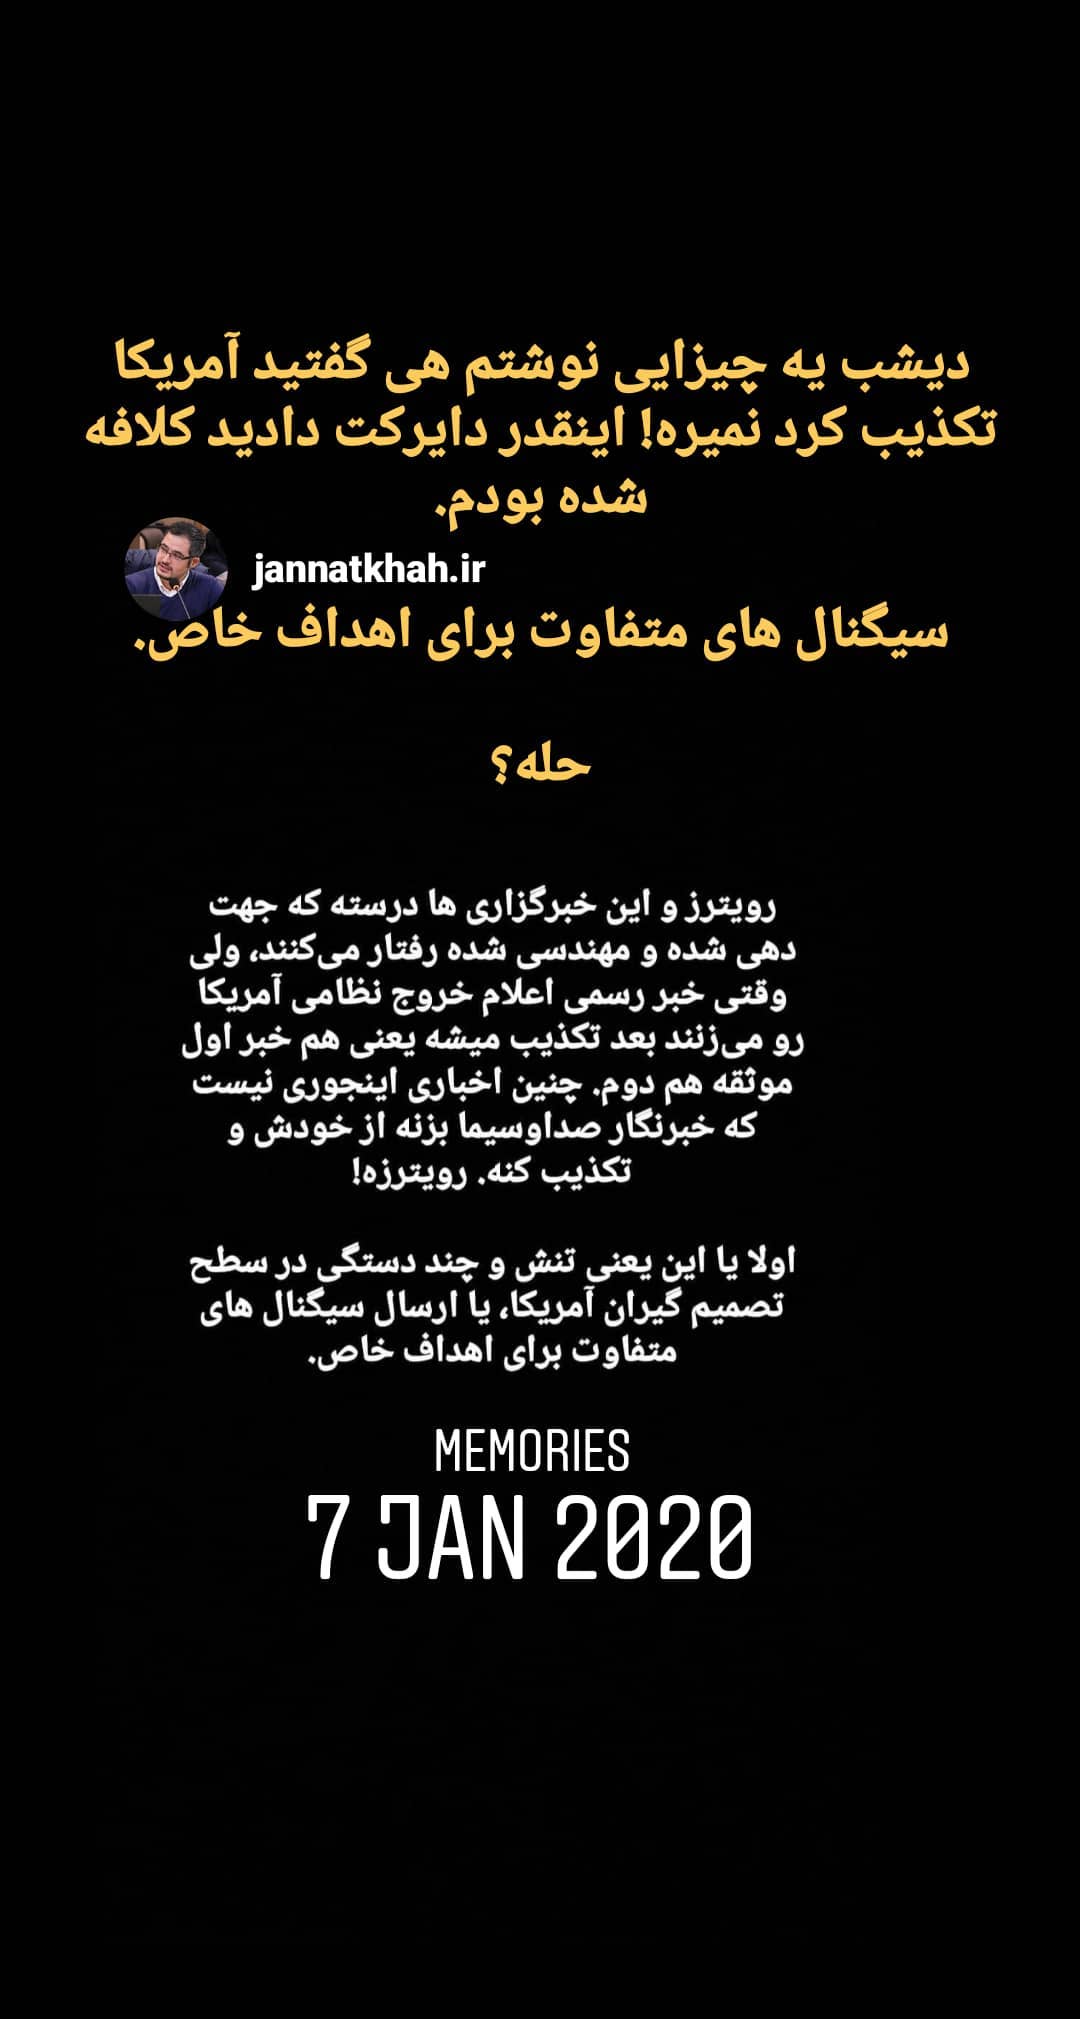 دیشب یه چیزایی نوشتم هی گفتید آمریکا
تکذیب کرد نمیره! اینقدر دایرکت دادید کلافه
شده بودم.
jannatkhah.ir
سیگنال های متفاوت برای اهداف خاص.
حله؟
رویترز و این خبرگزاری ها درسته که جهت
دهی شده و مهندسی شده رفتار می‌کنند، ولی
وقتی خبر رسمی اعلام خروج نظامی آمریکا
رو می‌زنند بعد تکذیب میشه یعنی هم خبر اول
موثقه هم دوم. چنین اخباری اینجوری نیست
که خبرنگار صداوسیما بزنه از خودش و
تکذیب کنه. رویترزه!
اولا یا این یعنی تنش و چند دستگی در سطح
تصمیم گیران آمریکا، یا ارسال سیگنال های
متفاوت برای اهداف خاص.
MEMORIES
7 JAN 2020